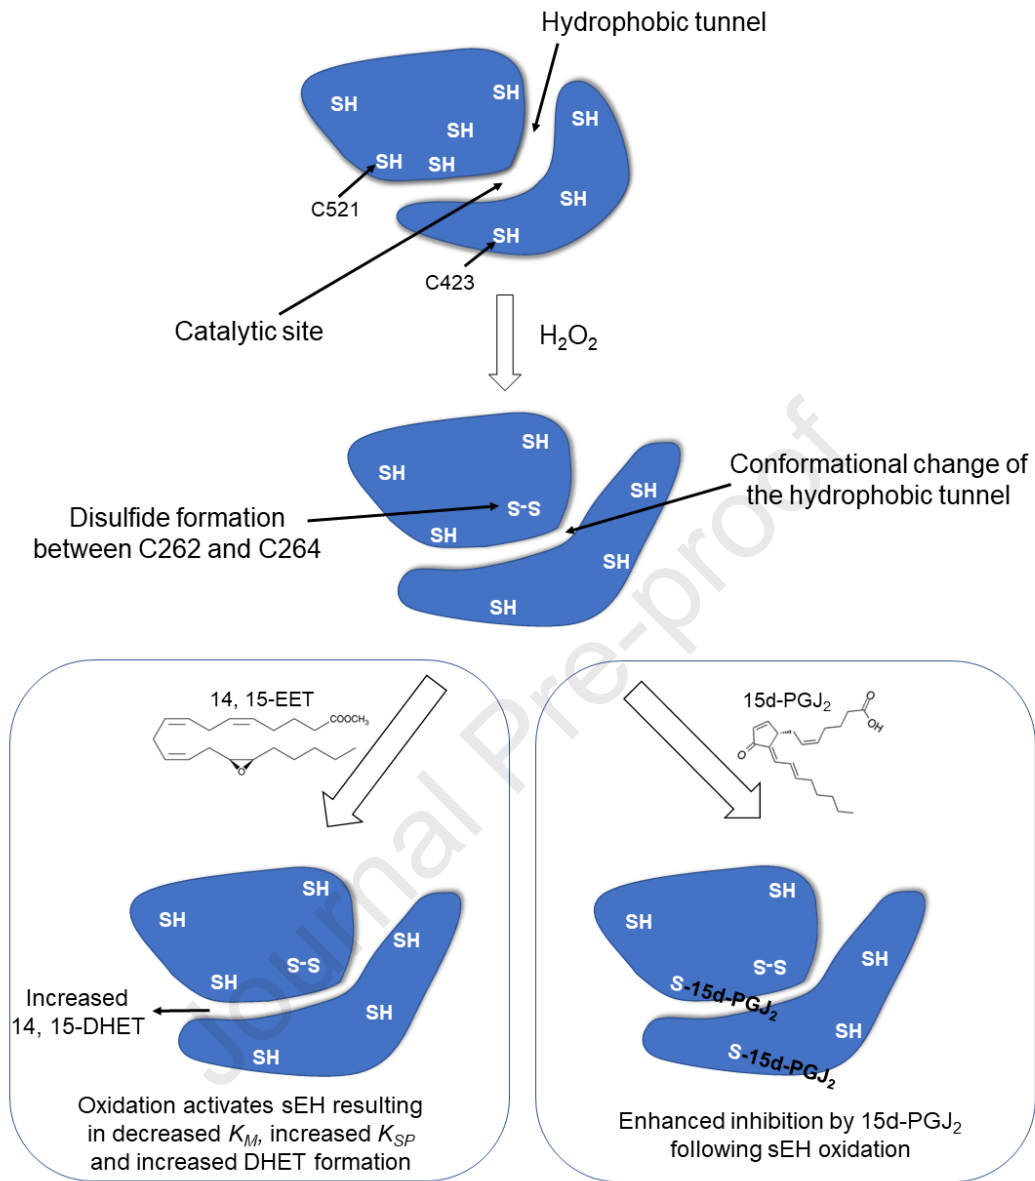 Hydrophobic tunnel
SH
SH
SH
SH
SH
SH
C521
SH
SH
C423
Catalytic site
H₂O₂
SH
SH
Conformational change of
the hydrophobic tunnel
SH
S-S
Disulfide formation
between C262 and C264
SH
SH
SH
14, 15-EET
COOCH₃
O
15d-PGJ₂
O
OH
O
SH
SH
SH
S-S
SH
Increased
14, 15-DHET
SH
SH
Oxidation activates sEH resulting
in decreased K_M, increased K_SP
and increased DHET formation
SH
SH
SH
S-S
S-15d-PGJ₂
SH
S-15d-PGJ₂
Enhanced inhibition by 15d-PGJ₂
following sEH oxidation
Journal Pre-proof